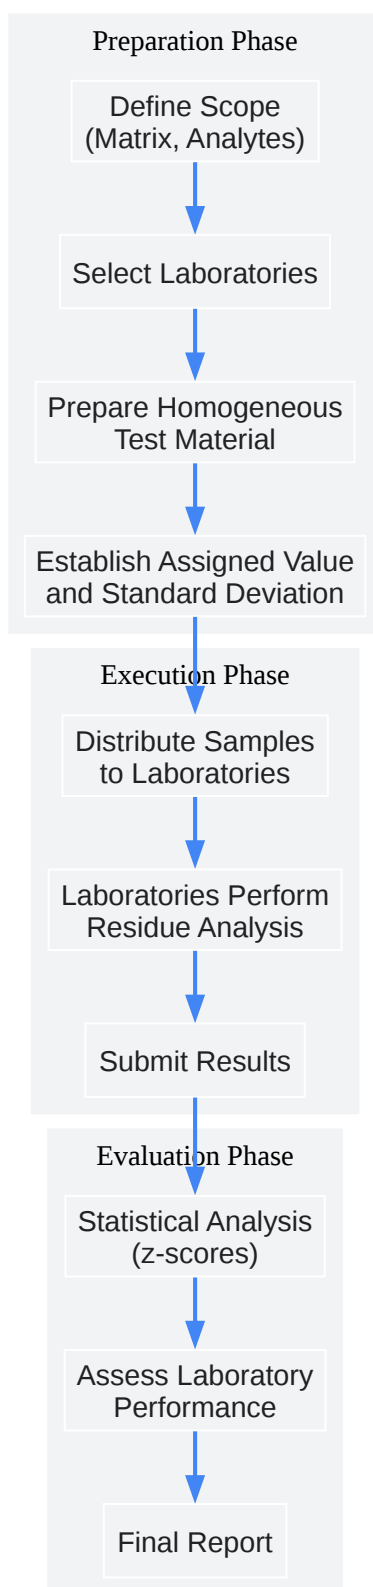 Preparation Phase
Define Scope
(Matrix, Analytes)
Select Laboratories
Prepare Homogeneous
Test Material
Establish Assigned Value
and Standard Deviation
Execution Phase
Distribute Samples
to Laboratories
Laboratories Perform
Residue Analysis
Submit Results
Evaluation Phase
Statistical Analysis
(z-scores)
Assess Laboratory
Performance
Final Report